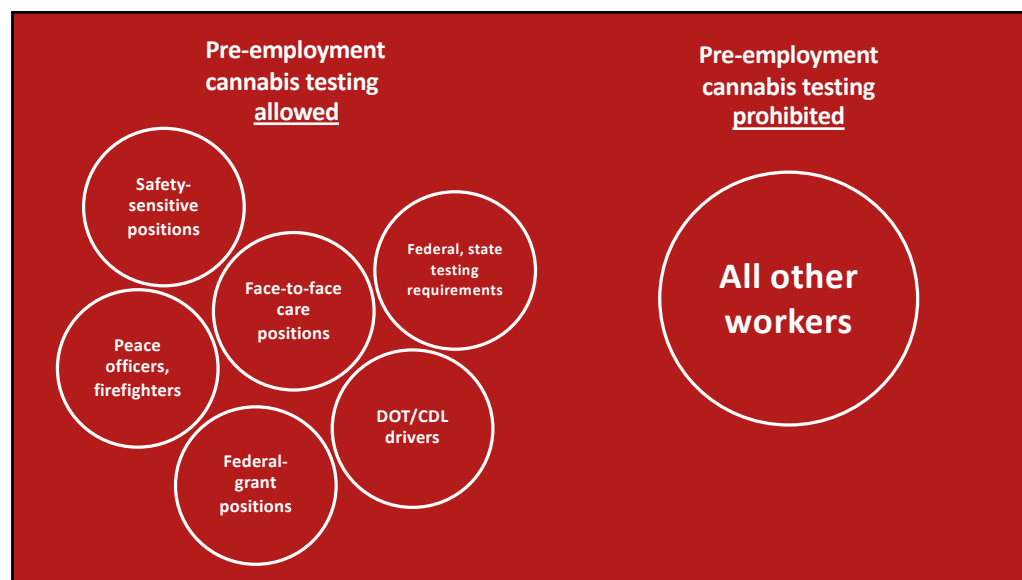 Pre-employment
cannabis testing
allowed
Safety-
sensitive
positions
Face-to-face
care
positions
Federal, state
testing
requirements
Peace
officers,
firefighters
DOT/CDL
drivers
Federal-
grant
positions
Pre-employment
cannabis testing
prohibited
All other
workers